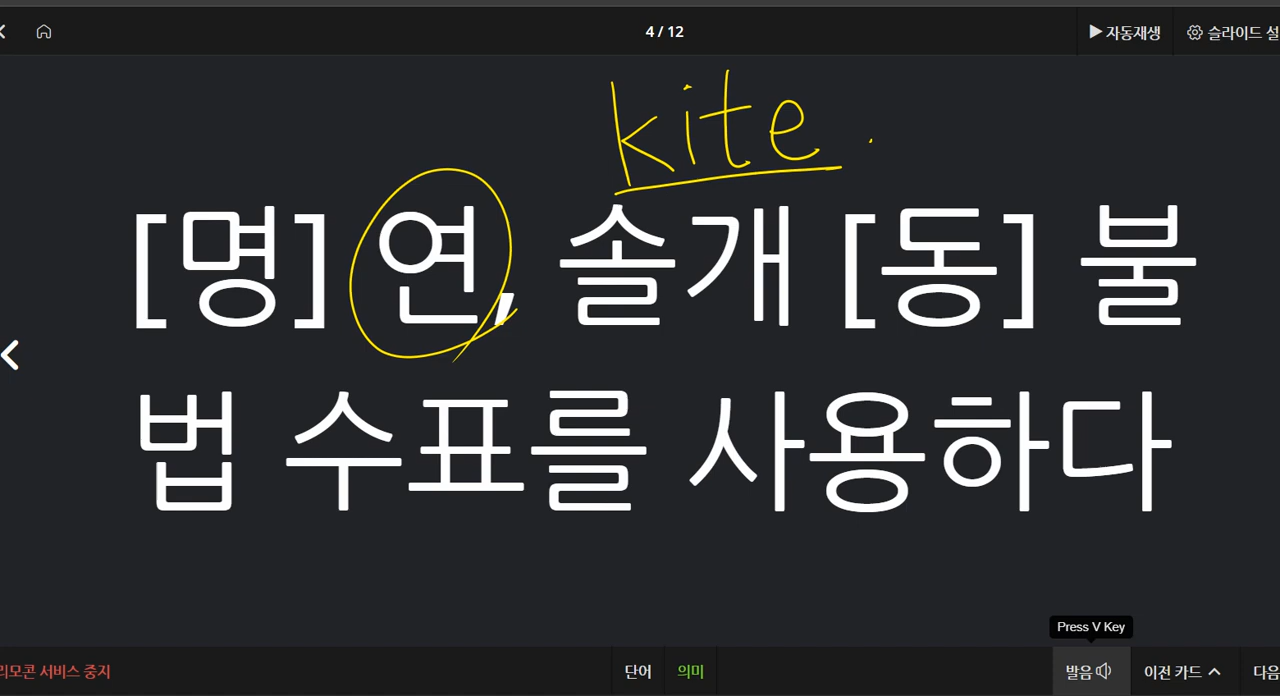 4 / 12
자동재생
슬라이드 설
kite.
[명] 연, 솔개 [동] 불
법 수표를 사용하다
Press V Key
리모콘 서비스 중지
단어
의미
발음
이전 카드
다음